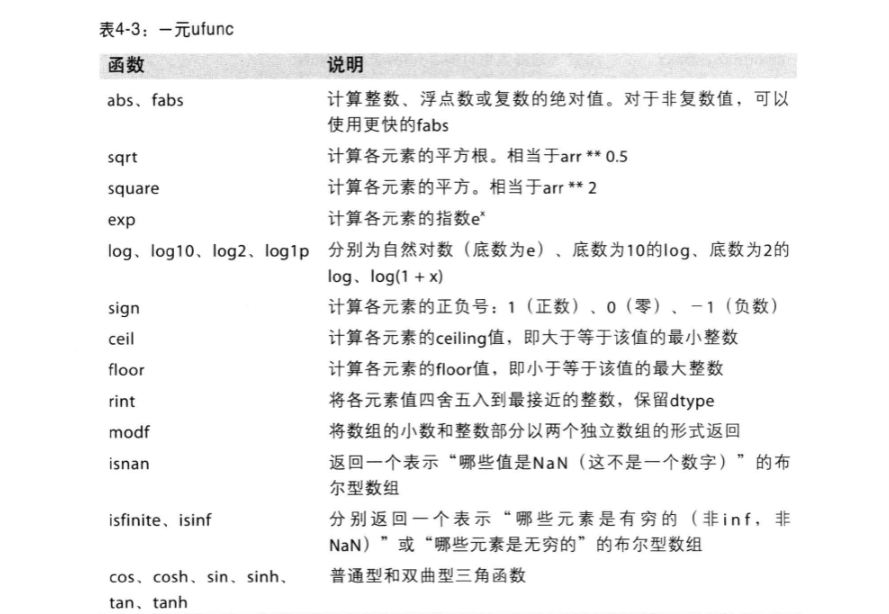 表4-3：一元ufunc
函数 说明
abs、fabs 计算整数、浮点数或复数的绝对值。对于非复数值，可以
使用更快的fabs
sqrt 计算各元素的平方根。相当于arr ** 0.5
square 计算各元素的平方。相当于arr ** 2
exp 计算各元素的指数eˣ
log、log10、log2、log1p 分别为自然对数（底数为e）、底数为10的log、底数为2的
log、log(1 + x)
sign 计算各元素的正负号：1（正数）、0（零）、－1（负数）
ceil 计算各元素的ceiling值，即大于等于该值的最小整数
floor 计算各元素的floor值，即小于等于该值的最大整数
rint 将各元素值四舍五入到最接近的整数，保留dtype
modf 将数组的小数和整数部分以两个独立数组的形式返回
isnan 返回一个表示“哪些值是NaN（这不是一个数字）”的布
尔型数组
isfinite、isinf 分别返回一个表示“哪些元素是有穷的（非inf，非
NaN）”或“哪些元素是无穷的”的布尔型数组
cos、cosh、sin、sinh、 普通型和双曲型三角函数
tan、tanh